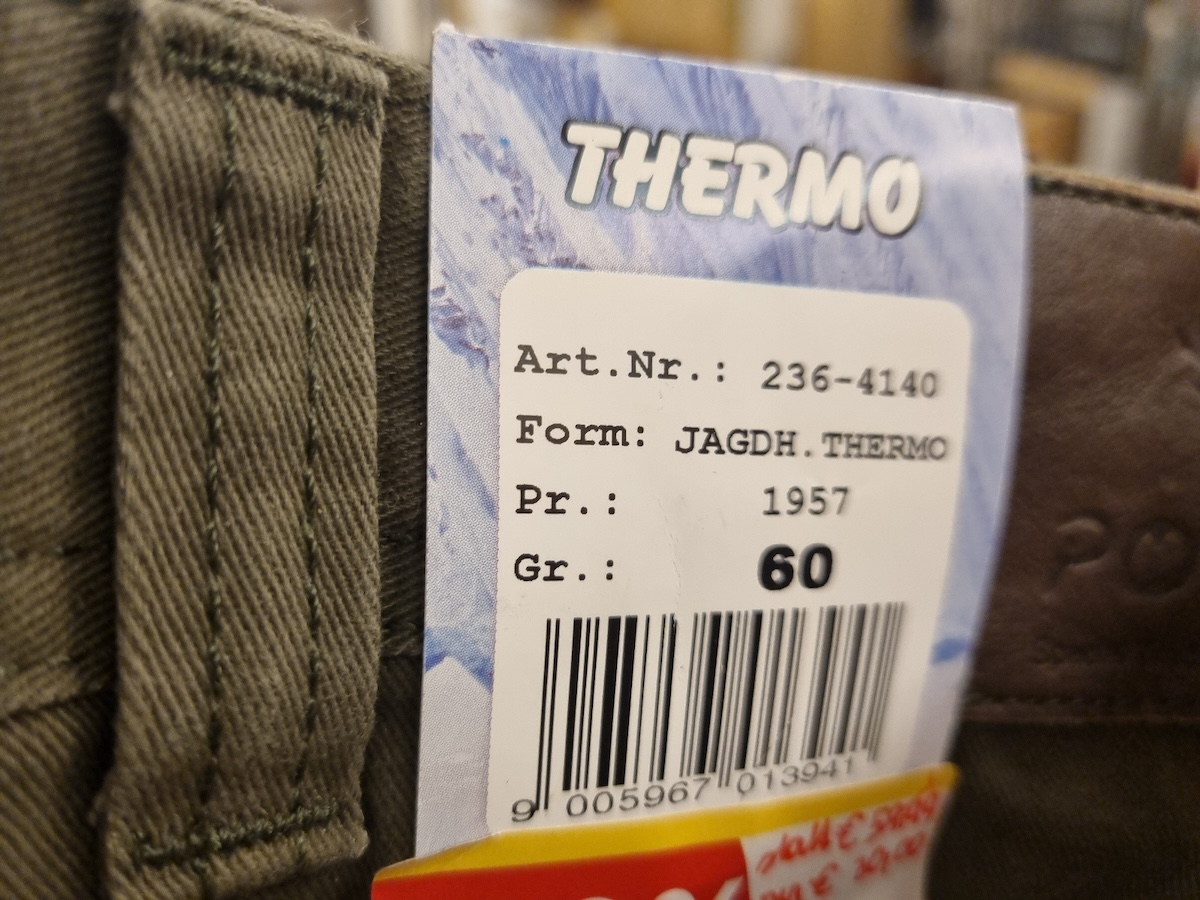 THERMO
Art.Nr.: 236-4140
Form: JAGDH.THERMO
Pr.: 1957
Gr.: 60
9 005967 013941